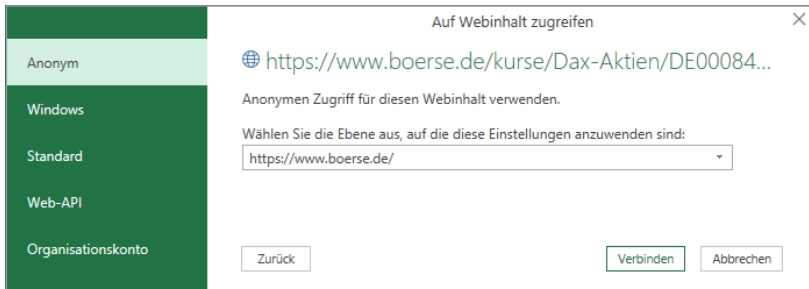 Auf Webinhalt zugreifen
Anonym
Windows
Standard
Web-API
Organisationskonto
https://www.boerse.de/kurse/Dax-Aktien/DE00084...
Anonymen Zugriff für diesen Webinhalt verwenden.
Wählen Sie die Ebene aus, auf die diese Einstellungen anzuwenden sind:
https://www.boerse.de/
Zurück
Verbinden
Abbrechen